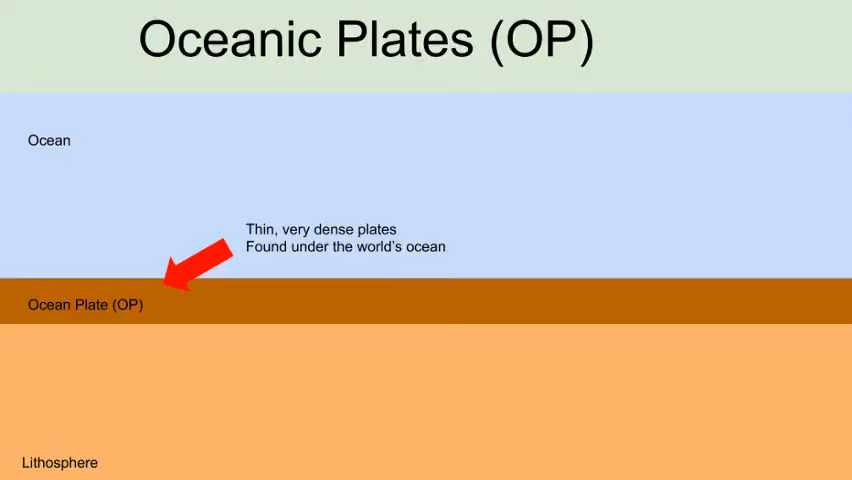 Oceanic Plates (OP)
Ocean
Thin, very dense plates
Found under the world's ocean
Ocean Plate (OP)
Lithosphere